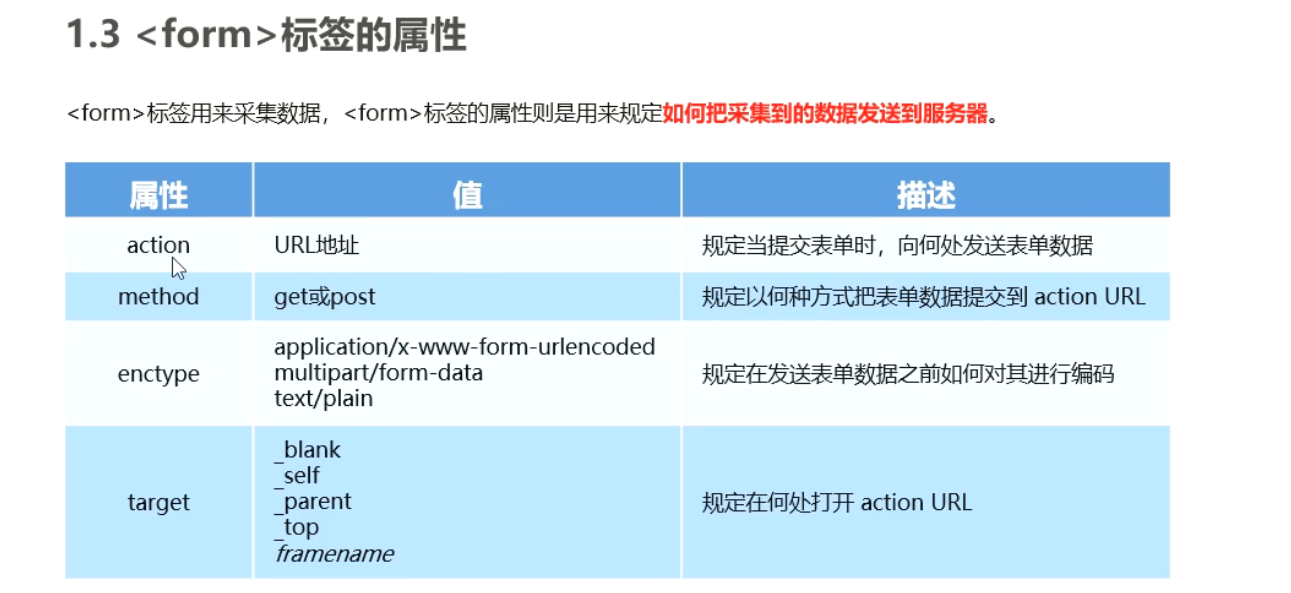 1.3 <form>标签的属性
<form>标签用来采集数据，<form>标签的属性则是用来规定如何把采集到的数据发送到服务器。
属性 值 描述
action URL地址 规定当提交表单时，向何处发送表单数据
method get或post 规定以何种方式把表单数据提交到 action URL
enctype
application/x-www-form-urlencoded
multipart/form-data
text/plain
规定在发送表单数据之前如何对其进行编码
target
_blank
_self
_parent
_top
framename
规定在何处打开 action URL